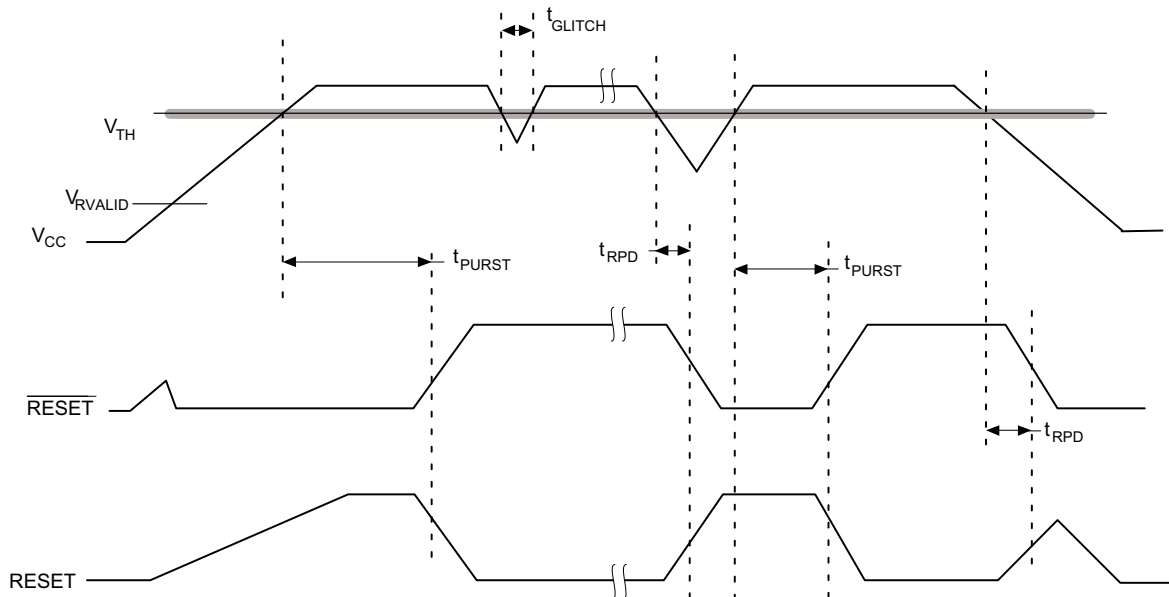 tGLITCH
VTH
VRVALID
VCC
tPURST
tRPD
tPURST
RESET
tRPD
RESET